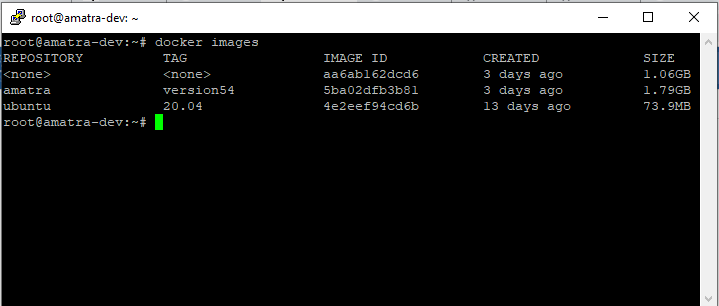 root@amatra-dev: ~
root@amatra-dev:~# docker images
REPOSITORY TAG IMAGE ID CREATED SIZE
<none> <none> aa6ab162dcd6 3 days ago 1.06GB
amatra version54 5ba02dfb3b81 3 days ago 1.79GB
ubuntu 20.04 4e2eef94cd6b 13 days ago 73.9MB
root@amatra-dev:~#